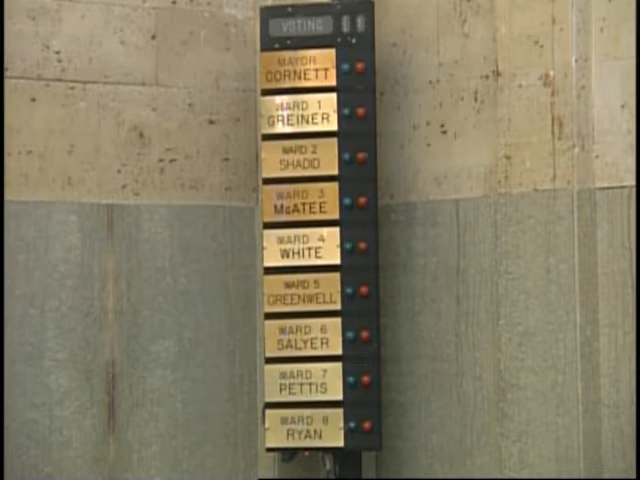 VOTING
MAYOR
CORNETT
WARD 1
GREINER
WARD 2
SHADID
WARD 3
McATEE
WARD 4
WHITE
WARD 5
GREENWELL
WARD 6
SALYER
WARD 7
PETTIS
WARD 8
RYAN